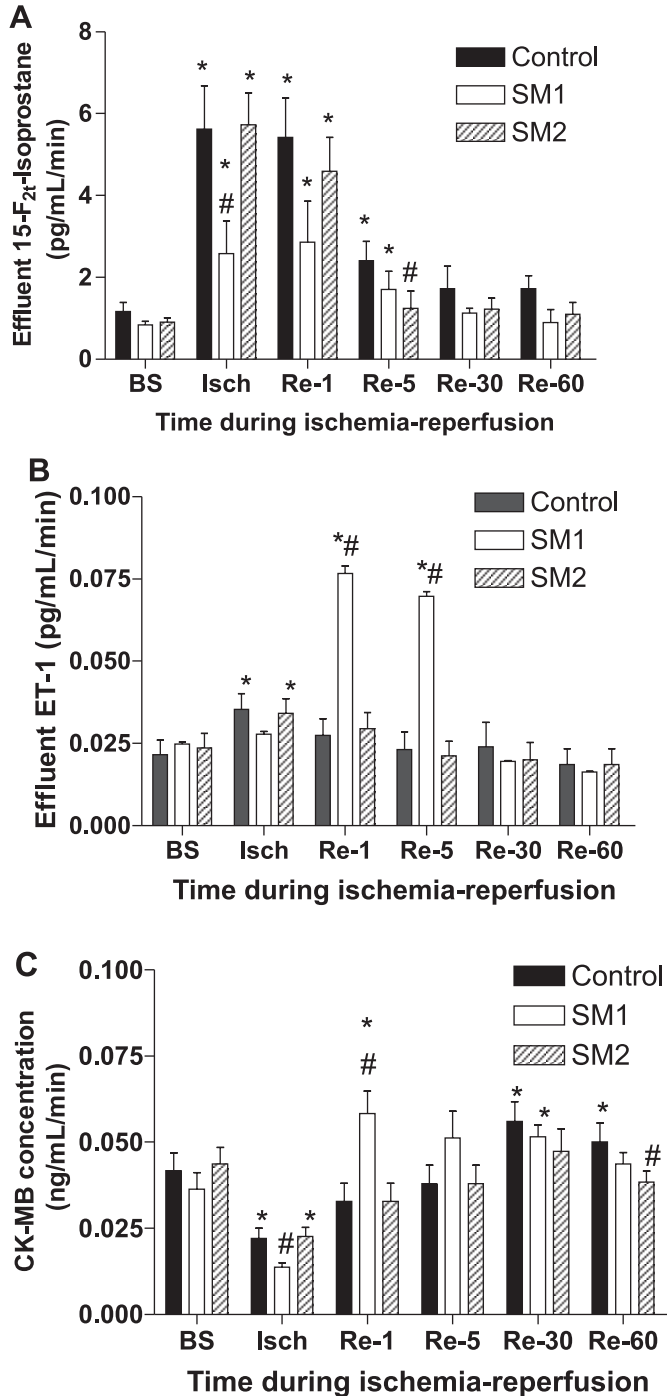 A
Effluent 15-F2t-Isoprostane
(pg/mL/min)
8
6
4
2
0
Control
SM1
SM2
*
*
*
#
*
*
*
*
*
#
BS Isch Re-1 Re-5 Re-30 Re-60
Time during ischemia-reperfusion
B
Effluent ET-1 (pg/mL/min)
0.100
0.075
0.050
0.025
0.000
Control
SM1
SM2
*
*
*#
*#
BS Isch Re-1 Re-5 Re-30 Re-60
Time during ischemia-reperfusion
C
CK-MB concentration
(ng/mL/min)
0.100
0.075
0.050
0.025
0.000
Control
SM1
SM2
*
#
*
*
#
*
*
*
#
BS Isch Re-1 Re-5 Re-30 Re-60
Time during ischemia-reperfusion